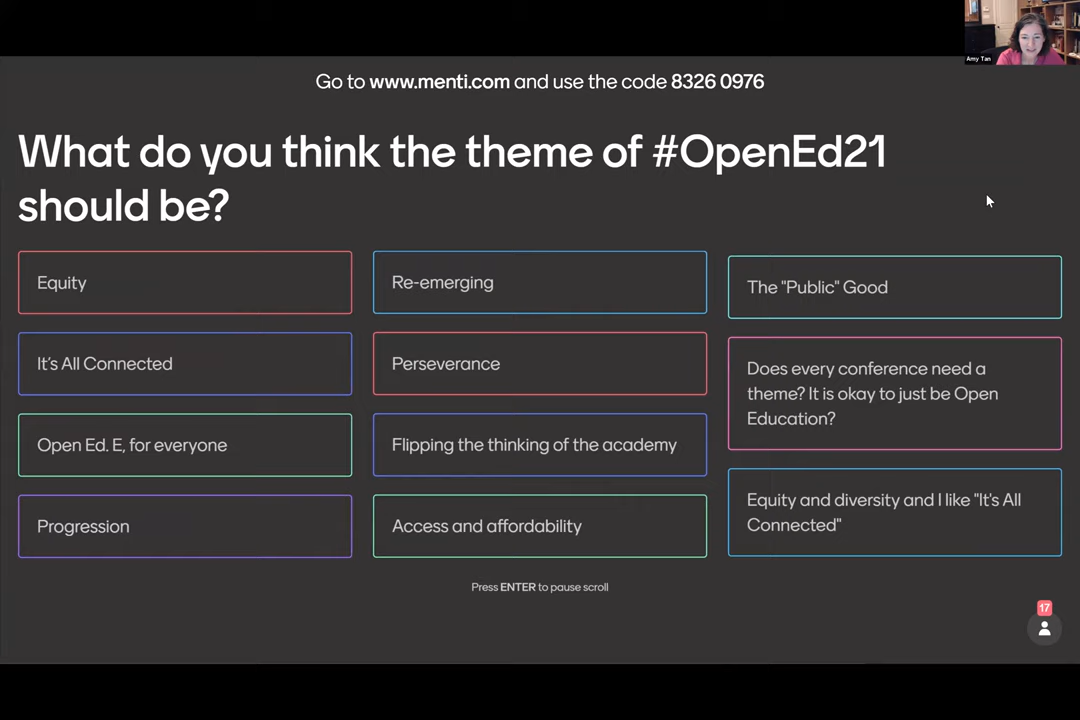 Amy Tan
Go to www.menti.com and use the code 8326 0976
What do you think the theme of #OpenEd21
should be?
Equity
It's All Connected
Open Ed. E, for everyone
Progression
Re-emerging
Perseverance
Flipping the thinking of the academy
Access and affordability
The "Public" Good
Does every conference need a
theme? It is okay to just be Open
Education?
Equity and diversity and I like "It's All
Connected"
Press ENTER to pause scroll
17